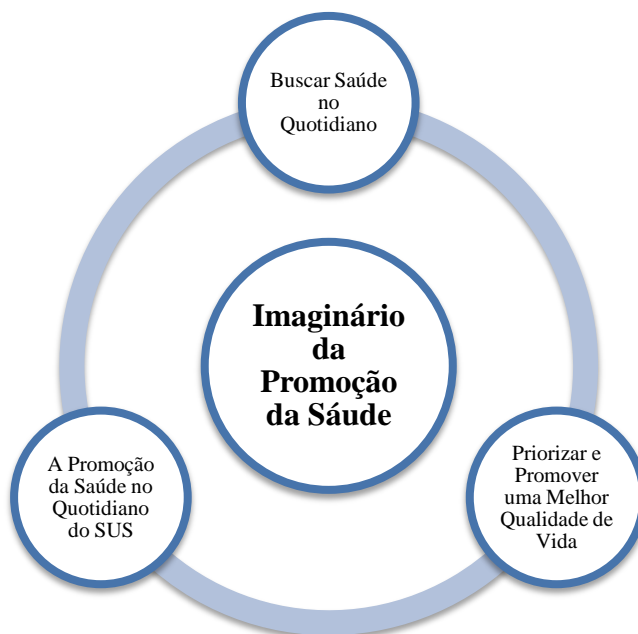 Buscar Saúde
no
Quotidiano
Imaginário
da
Promoção
da Sáude
A Promoção
da Saúde no
Quotidiano
do SUS
Priorizar e
Promover
uma Melhor
Qualidade de
Vida